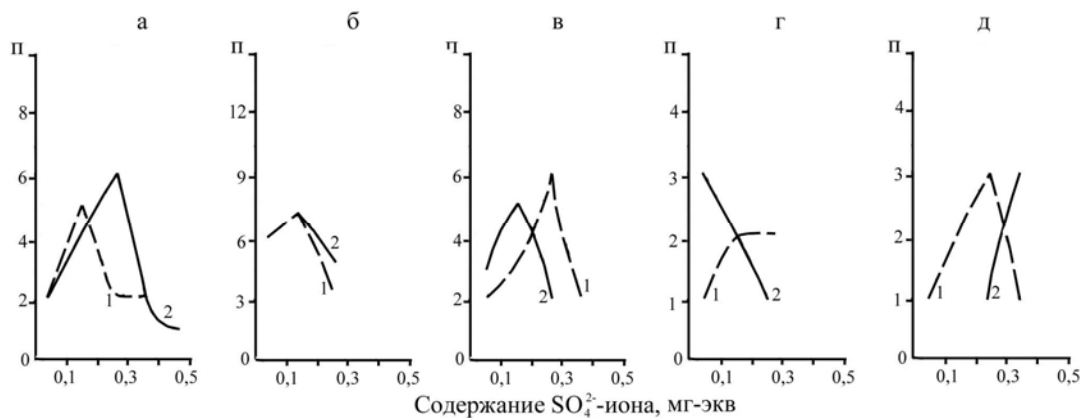 а б в г д
П П Ч П П
8 12 8 4 4
6 9 6 3 3
4 6 4 2 2
2 3 2 1 1
0 0 0 0 0
1 2 1 2 2 1 1 2 1 2
0,1 0,3 0,5 0,1 0,3 0,5 0,1 0,3 0,5 0,1 0,3 0,5 0,1 0,3 0,5
Содержание SO₄²⁻-иона, мг-экв